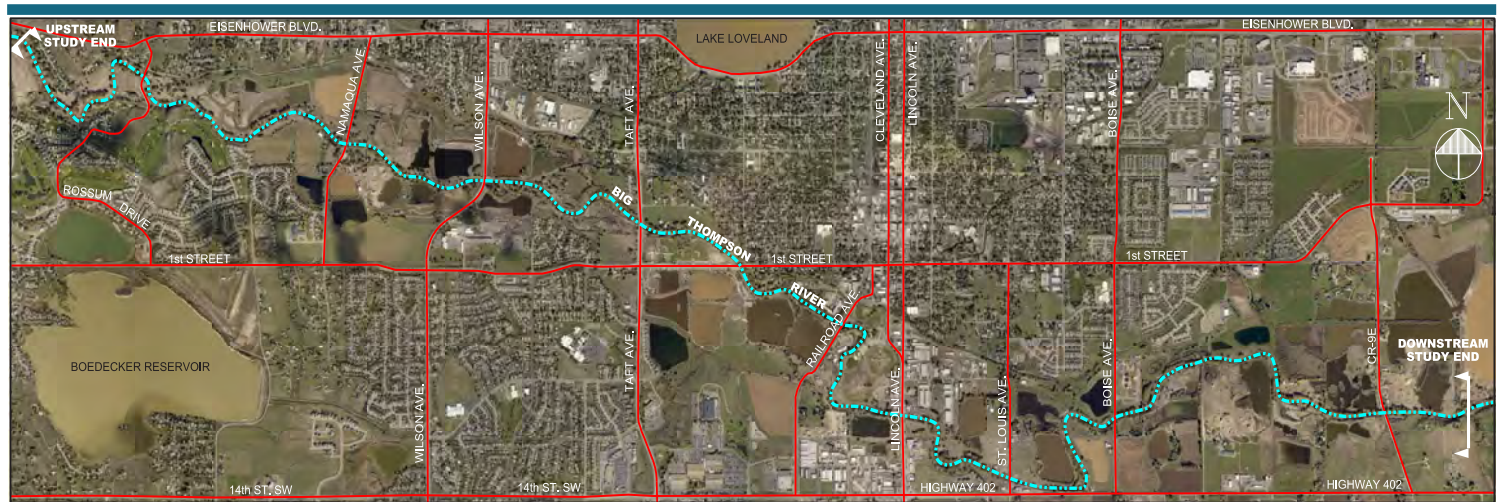 UPSTREAM
STUDY END
EISENHOWER BLVD.
LAKE LOVELAND
EISENHOWER BLVD.
NAMAQUA AVE
WILSON AVE.
TAFT AVE.
CLEVELAND AVE.
LINCOLN AVE.
BOISE AVE.
N
ROSSUM DRIVE
BIG
THOMPSON
RIVER
1st STREET
1st STREET
1st STREET
RAILROAD AVE.
BOEDECKER RESERVOIR
WILSON AVE.
TAFT AVE.
LINCOLN AVE.
ST. LOUIS AVE.
BOISE AVE.
CR-9E
DOWNSTREAM
STUDY END
14th ST. SW
14th ST. SW
HIGHWAY 402
HIGHWAY 402